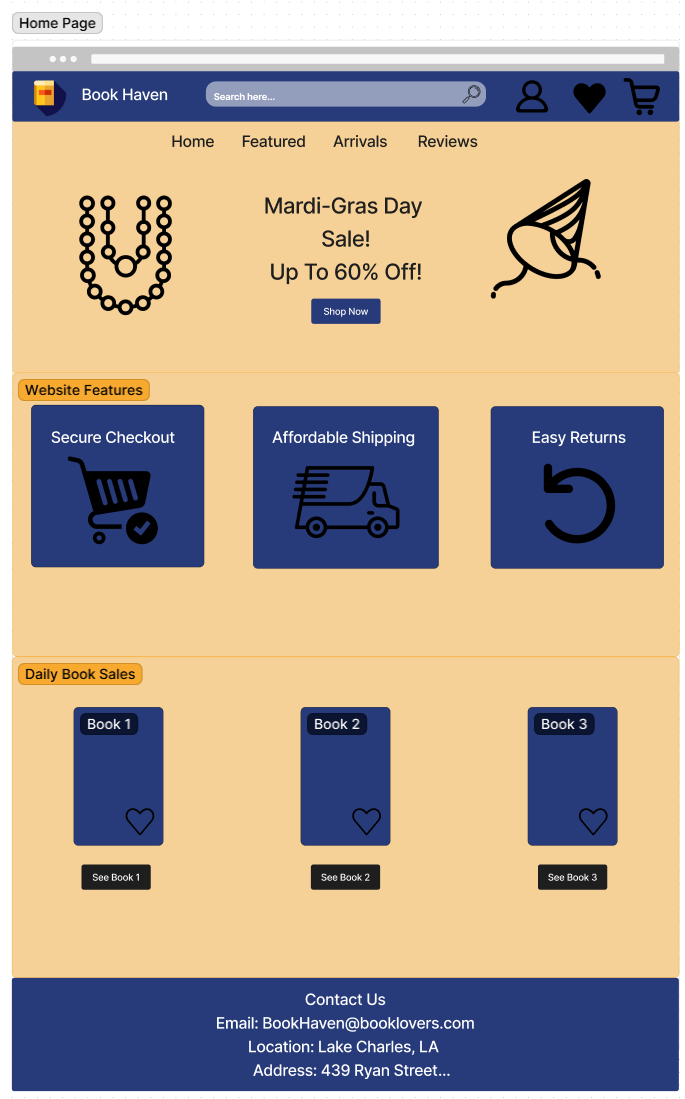 Home Page
Book Haven
Search here...
Home Featured Arrivals Reviews
Mardi-Gras Day
Sale!
Up To 60% Off!
Shop Now
Website Features
Secure Checkout
Affordable Shipping
Easy Returns
Daily Book Sales
Book 1
Book 2
Book 3
See Book 1
See Book 2
See Book 3
Contact Us
Email: BookHaven@booklovers.com
Location: Lake Charles, LA
Address: 439 Ryan Street...